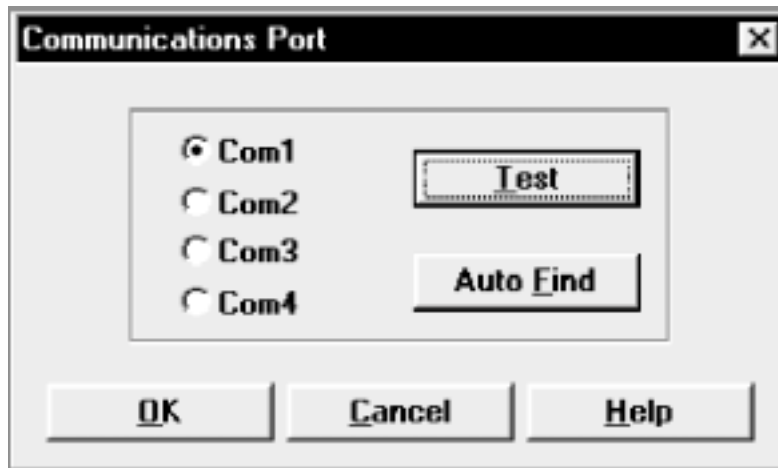 Communications Port
Com1
Test
Com2
Com3
Auto Find
Com4
OK Cancel Help